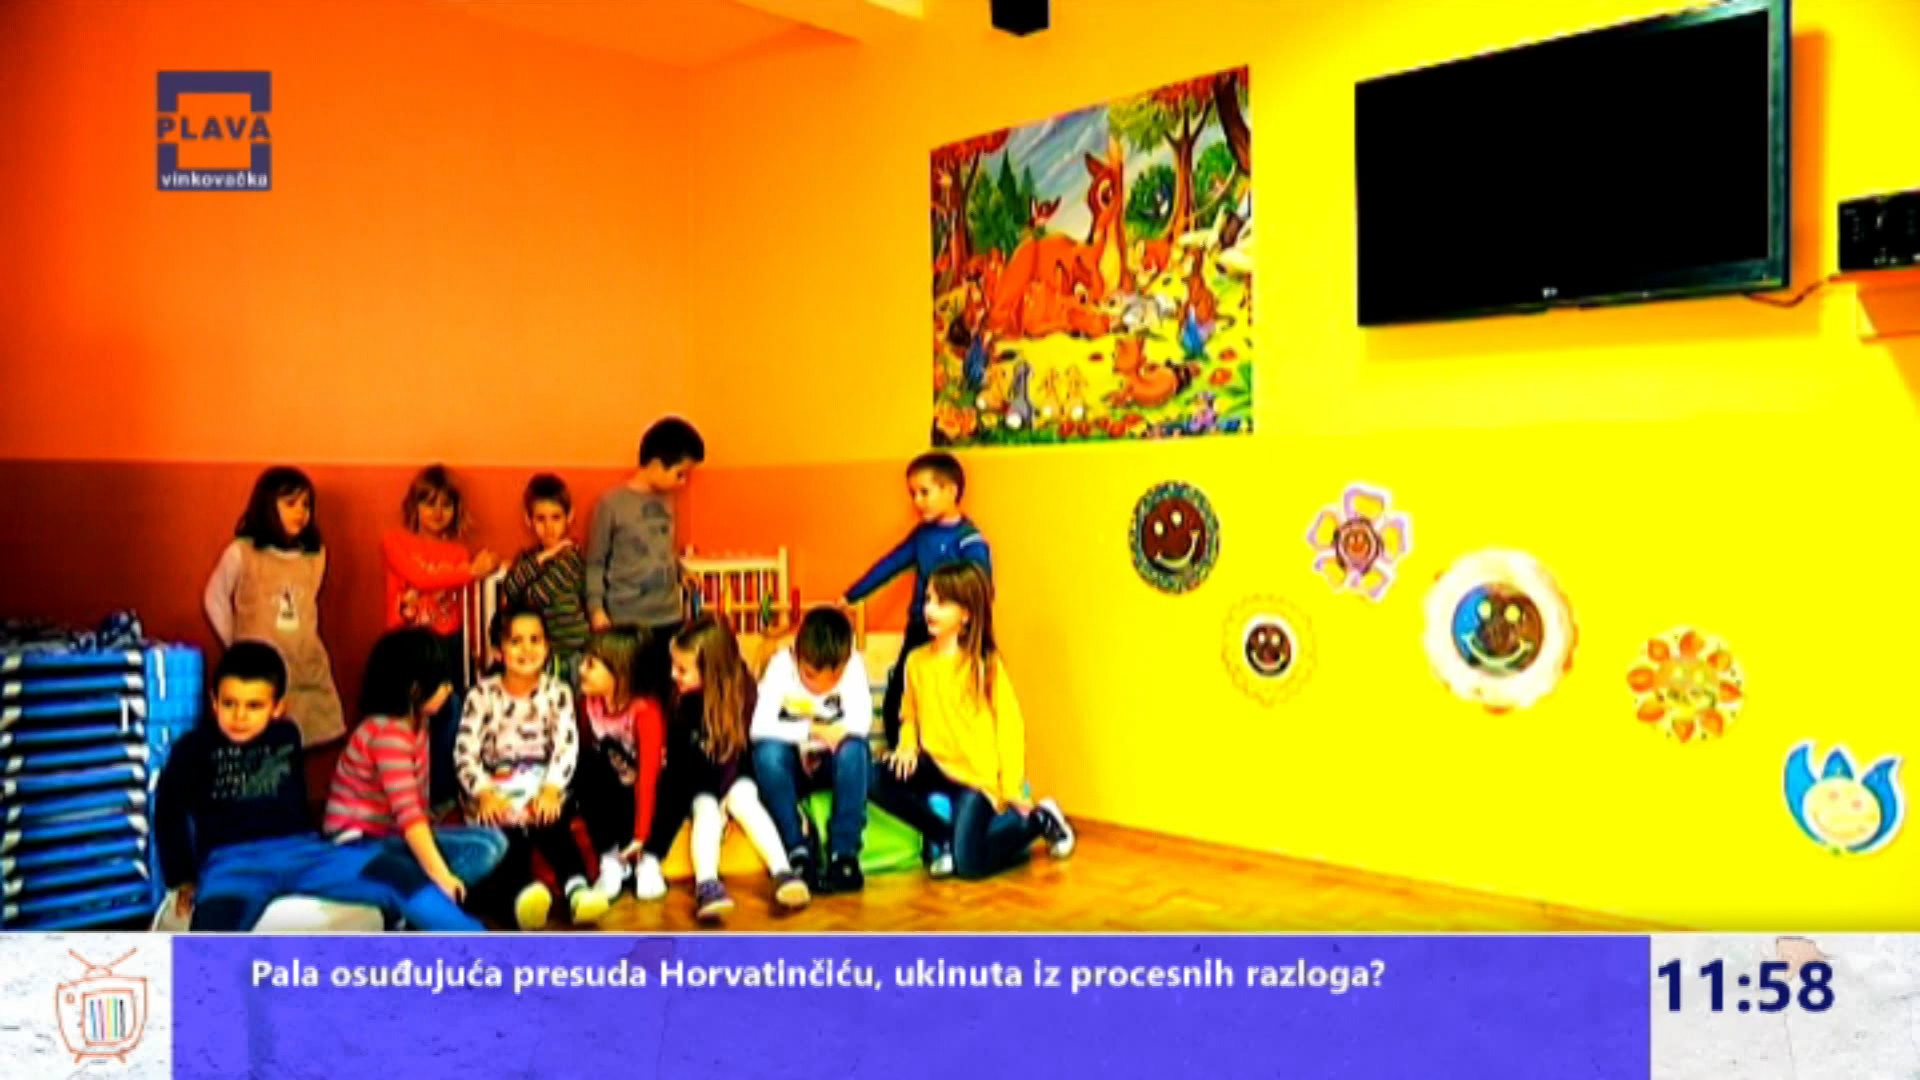 PLAVA
vinkovačka
Pala osuđujuća presuda Horvatinčiću, ukinuta iz procesnih razloga?
11:58